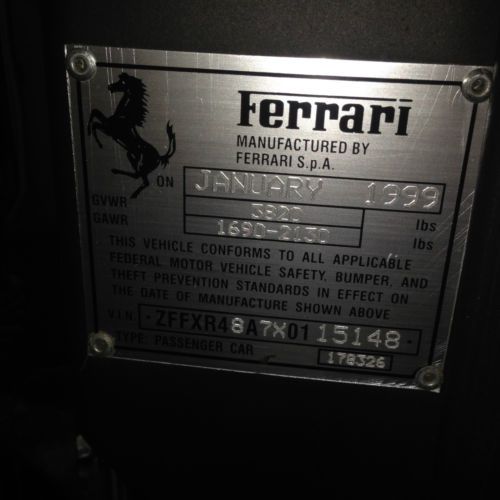 Ferrari
MANUFACTURED BY
FERRARI S.p.A.
ON JANUARY 1999
GVWR 3820 lbs
GAWR 1690-2130 lbs
THIS VEHICLE CONFORMS TO ALL APPLICABLE
FEDERAL MOTOR VEHICLE SAFETY, BUMPER, AND
THEFT PREVENTION STANDARDS IN EFFECT ON
THE DATE OF MANUFACTURE SHOWN ABOVE
V.I.N. ·ZFFXR48A7X0115148·
TYPE: PASSENGER CAR 178326